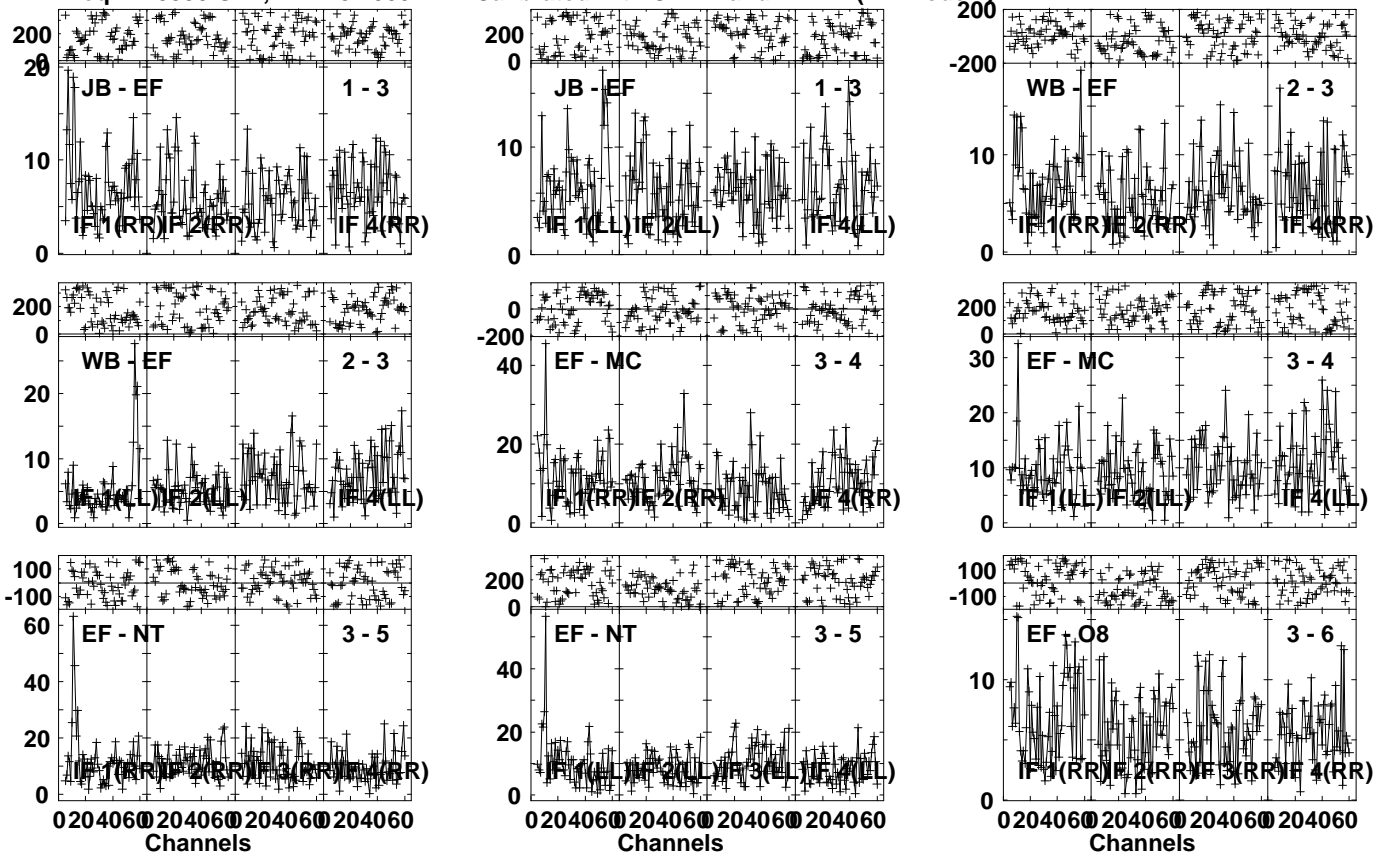 200
0
200
0
200
-200
20
10
0
JB - EF
1 - 3
IF 1(RR)
IF 2(RR)
IF 4(RR)
10
0
JB - EF
1 - 3
IF 1(LL)
IF 2(LL)
IF 4(LL)
10
0
WB - EF
2 - 3
IF 1(RR)
IF 2(RR)
IF 4(RR)
200
0
0
-200
200
0
20
10
0
WB - EF
2 - 3
IF 1(LL)
IF 2(LL)
IF 4(LL)
40
20
0
EF - MC
3 - 4
IF 1(RR)
IF 2(RR)
IF 4(RR)
30
20
10
0
EF - MC
3 - 4
IF 1(LL)
IF 2(LL)
IF 4(LL)
100
-100
200
0
100
-100
60
40
20
0
EF - NT
3 - 5
IF 1(RR)
IF 2(RR)
IF 3(RR)
IF 4(RR)
60
40
20
0
EF - NT
3 - 5
IF 1(LL)
IF 2(LL)
IF 3(LL)
IF 4(LL)
10
0
EF - O8
3 - 6
IF 1(RR)
IF 2(RR)
IF 3(RR)
IF 4(RR)
0 20 40 60 0 20 40 60 0 20 40 60 0 20 40 60
Channels
0 20 40 60 0 20 40 60 0 20 40 60 0 20 40 60
Channels
0 20 40 60 0 20 40 60 0 20 40 60 0 20 40 60
Channels